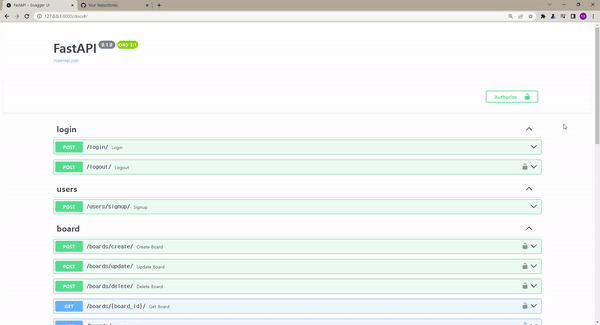 FastAPI - Swagger UI
Your Repositories
127.0.0.1:8000/docs#/
FastAPI 0.1.0 OAS 3.1
/openapi.json
Authorize
login
POST /login/ Login
POST /logout/ Logout
users
POST /users/signup/ Signup
board
POST /boards/create/ Create Board
POST /boards/update/ Update Board
POST /boards/delete/ Delete Board
GET /boards/{board_id}/ Get Board